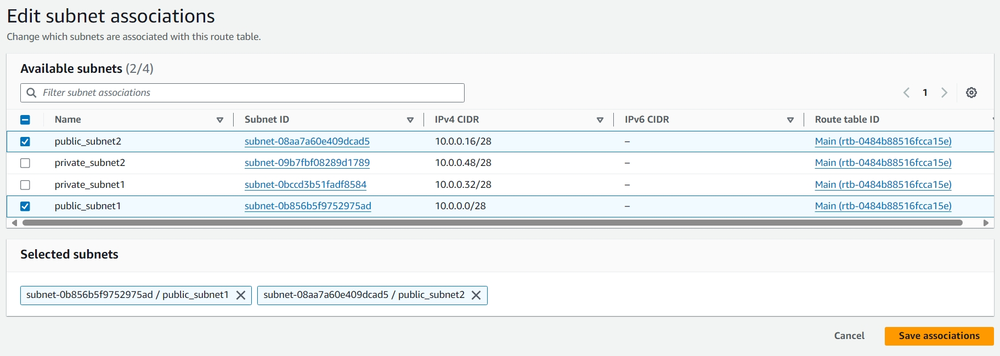 Edit subnet associations
Change which subnets are associated with this route table.
Available subnets (2/4)
Filter subnet associations
1
Name Subnet ID IPv4 CIDR IPv6 CIDR Route table ID
public_subnet2 subnet-08aa7a60e409dcad5 10.0.0.16/28 – Main (rtb-0484b88516fcca15e)
private_subnet2 subnet-09b7fbf08289d1789 10.0.0.48/28 – Main (rtb-0484b88516fcca15e)
private_subnet1 subnet-0bccd3b51fadf8584 10.0.0.32/28 – Main (rtb-0484b88516fcca15e)
public_subnet1 subnet-0b856b5f9752975ad 10.0.0.0/28 – Main (rtb-0484b88516fcca15e)
Selected subnets
subnet-0b856b5f9752975ad / public_subnet1 subnet-08aa7a60e409dcad5 / public_subnet2
Cancel Save associations